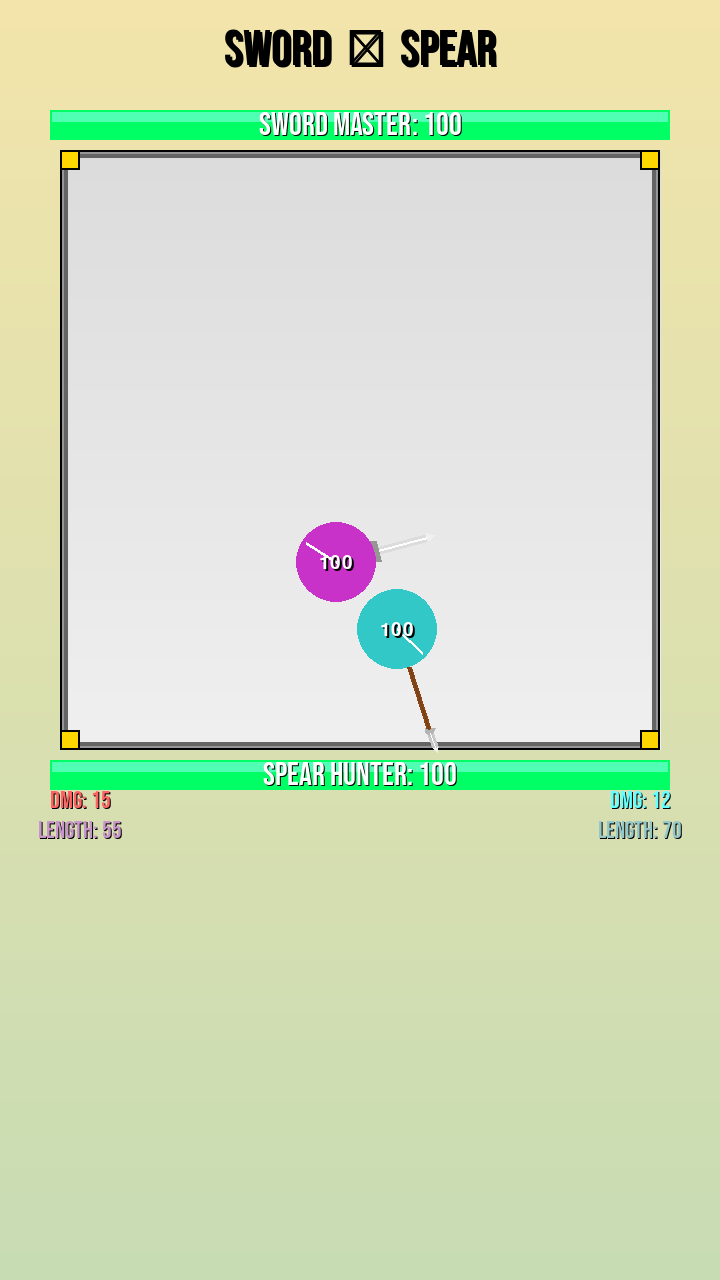 SWORD ☒ SPEAR
SWORD MASTER: 100
100
100
SPEAR HUNTER: 100
DMG: 15
DMG: 12
LENGTH: 55
LENGTH: 70